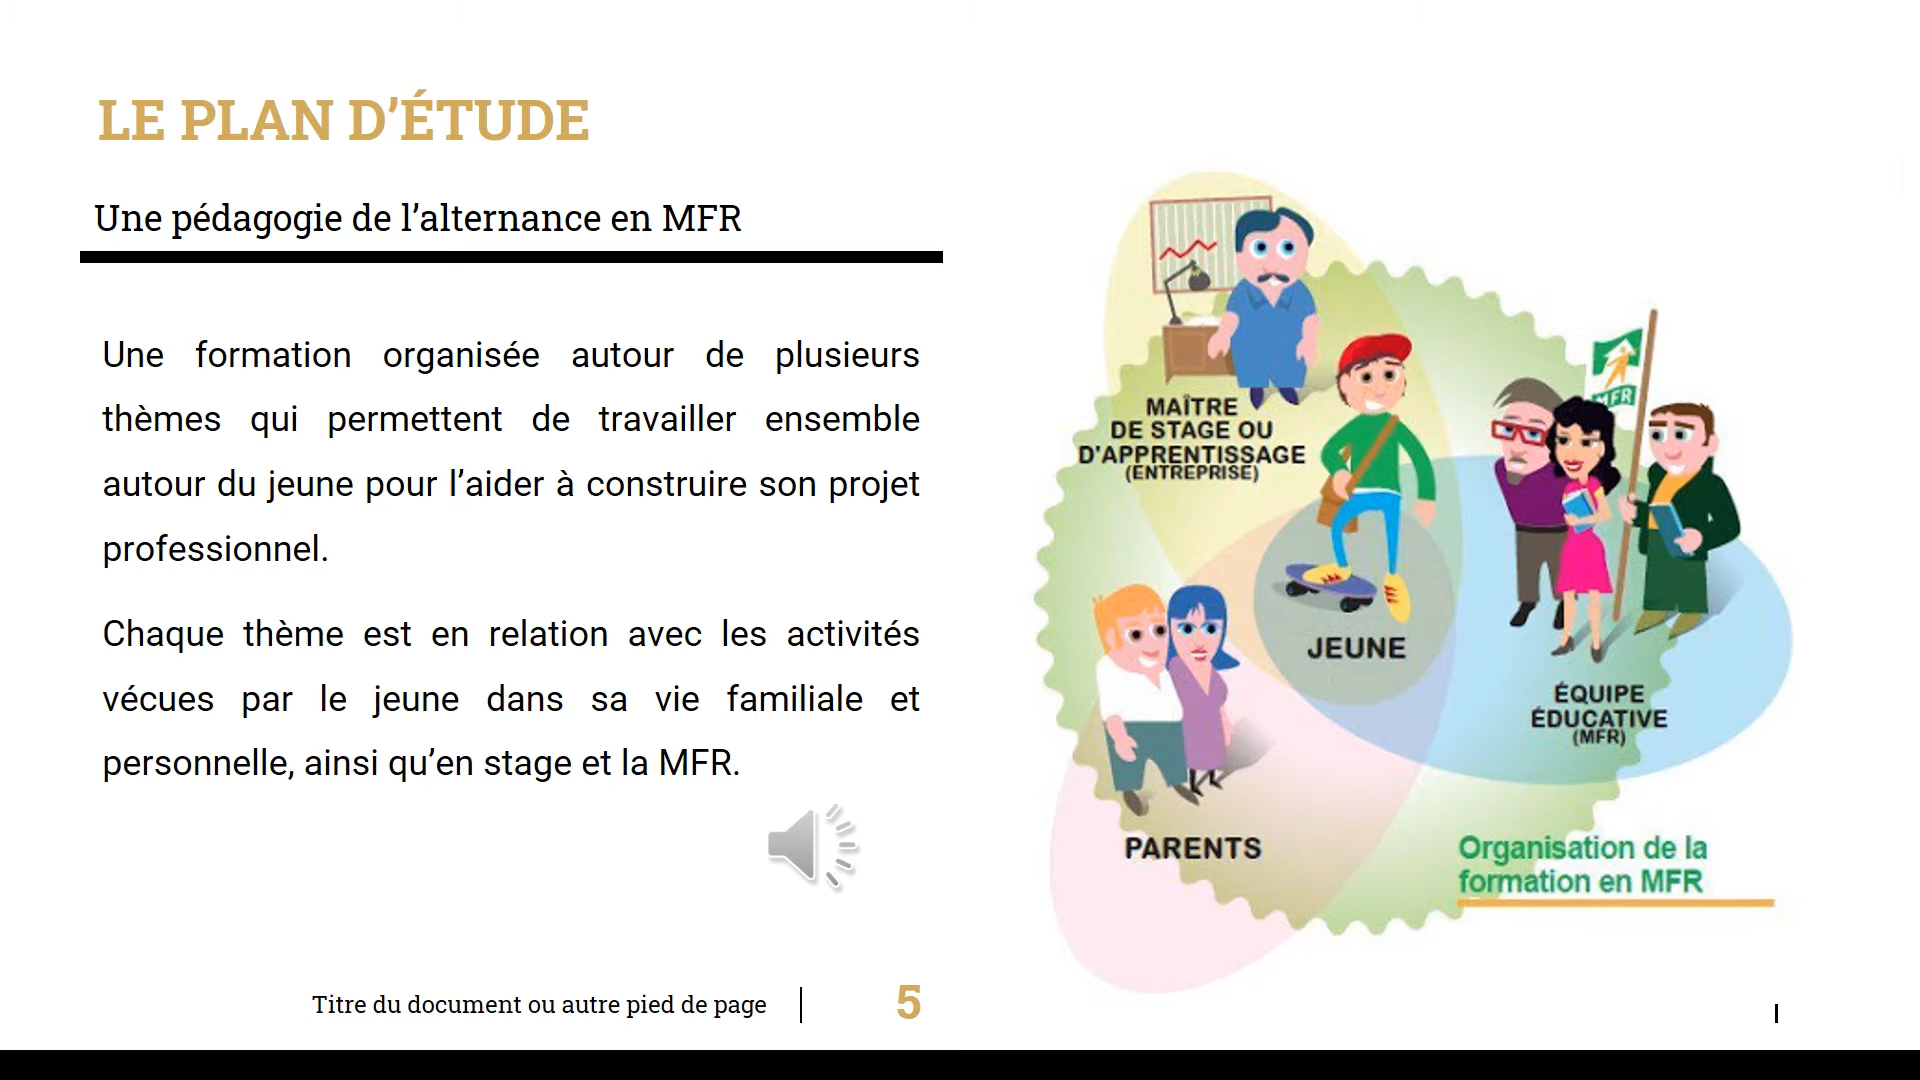 LE PLAN D’ÉTUDE
Une pédagogie de l’alternance en MFR
Une formation organisée autour de plusieurs
thèmes qui permettent de travailler ensemble
autour du jeune pour l’aider à construire son projet
professionnel.
Chaque thème est en relation avec les activités
vécues par le jeune dans sa vie familiale et
personnelle, ainsi qu’en stage et la MFR.
MAÎTRE
DE STAGE OU
D'APPRENTISSAGE
(ENTREPRISE)
MFR
JEUNE
ÉQUIPE
ÉDUCATIVE
(MFR)
PARENTS
Organisation de la
formation en MFR
Titre du document ou autre pied de page
5